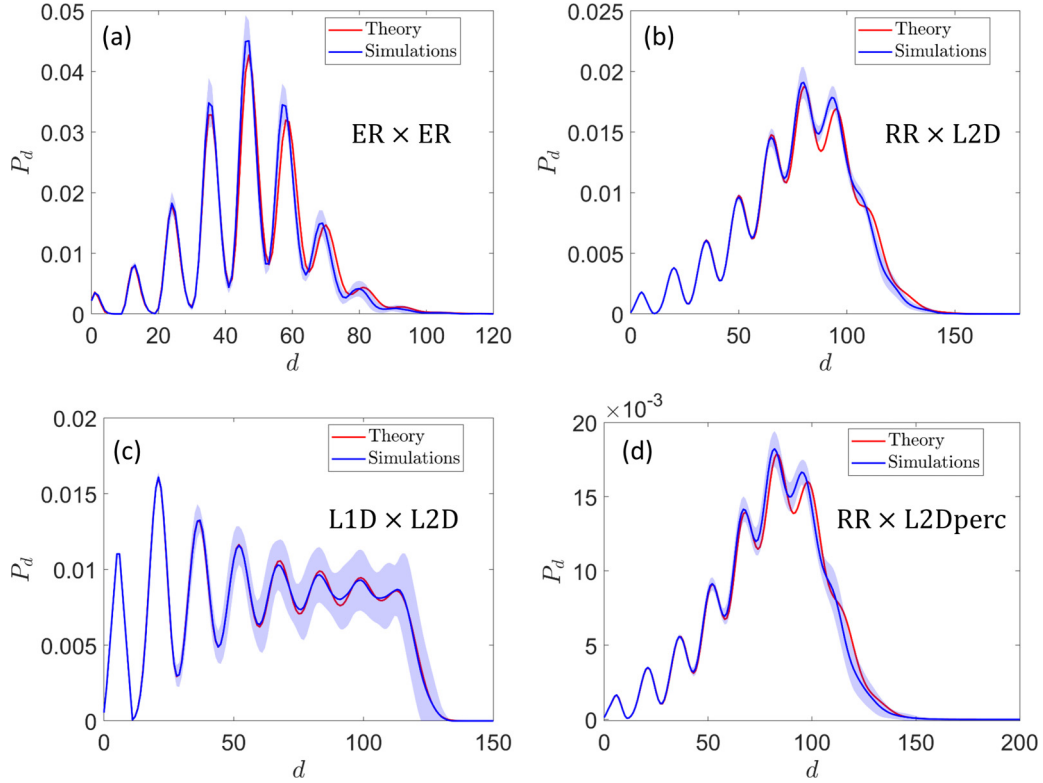 (a)
Theory
Simulations
ER × ER
P_d
0.05
0.04
0.03
0.02
0.01
0
0 20 40 60 80 100 120
d
(b)
Theory
Simulations
RR × L2D
P_d
0.025
0.02
0.015
0.01
0.005
0
0 50 100 150
d
(c)
Theory
Simulations
L1D × L2D
P_d
0.02
0.015
0.01
0.005
0
0 50 100 150
d
(d)
Theory
Simulations
RR × L2Dperc
P_d
20 ×10⁻³
15
10
5
0
0 50 100 150 200
d